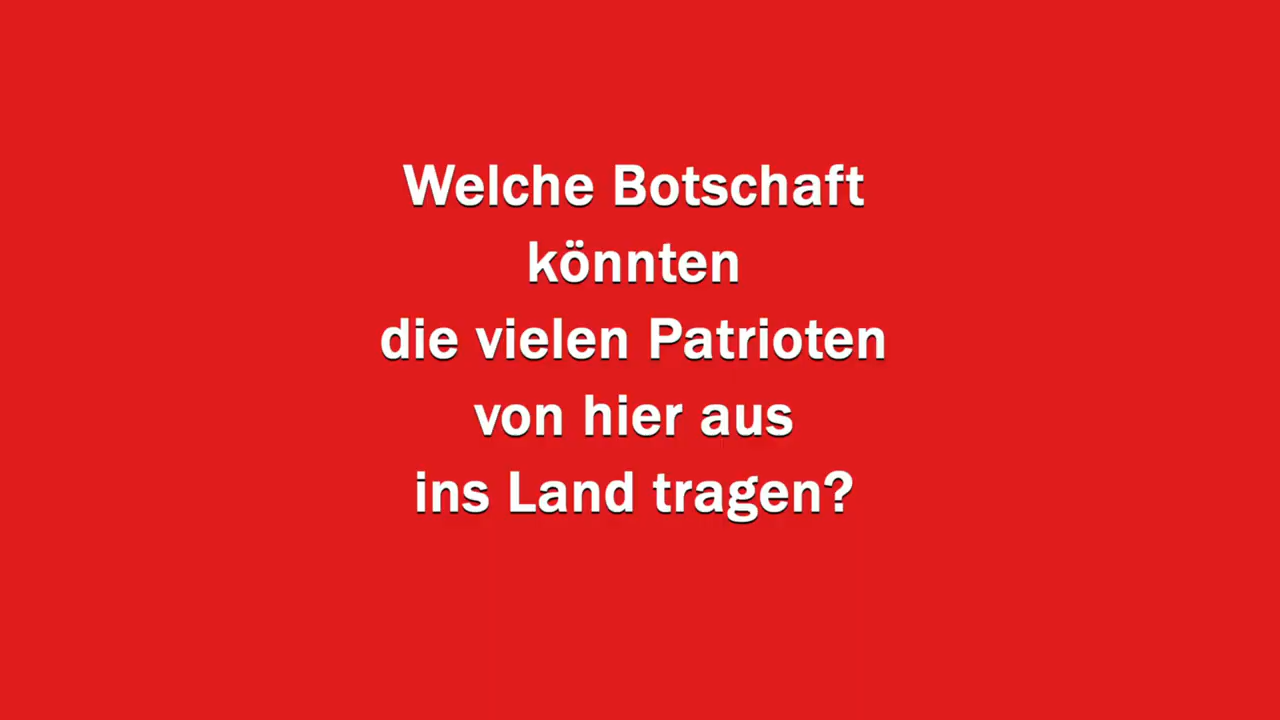 Welche Botschaft
könnten
die vielen Patrioten
von hier aus
ins Land tragen?